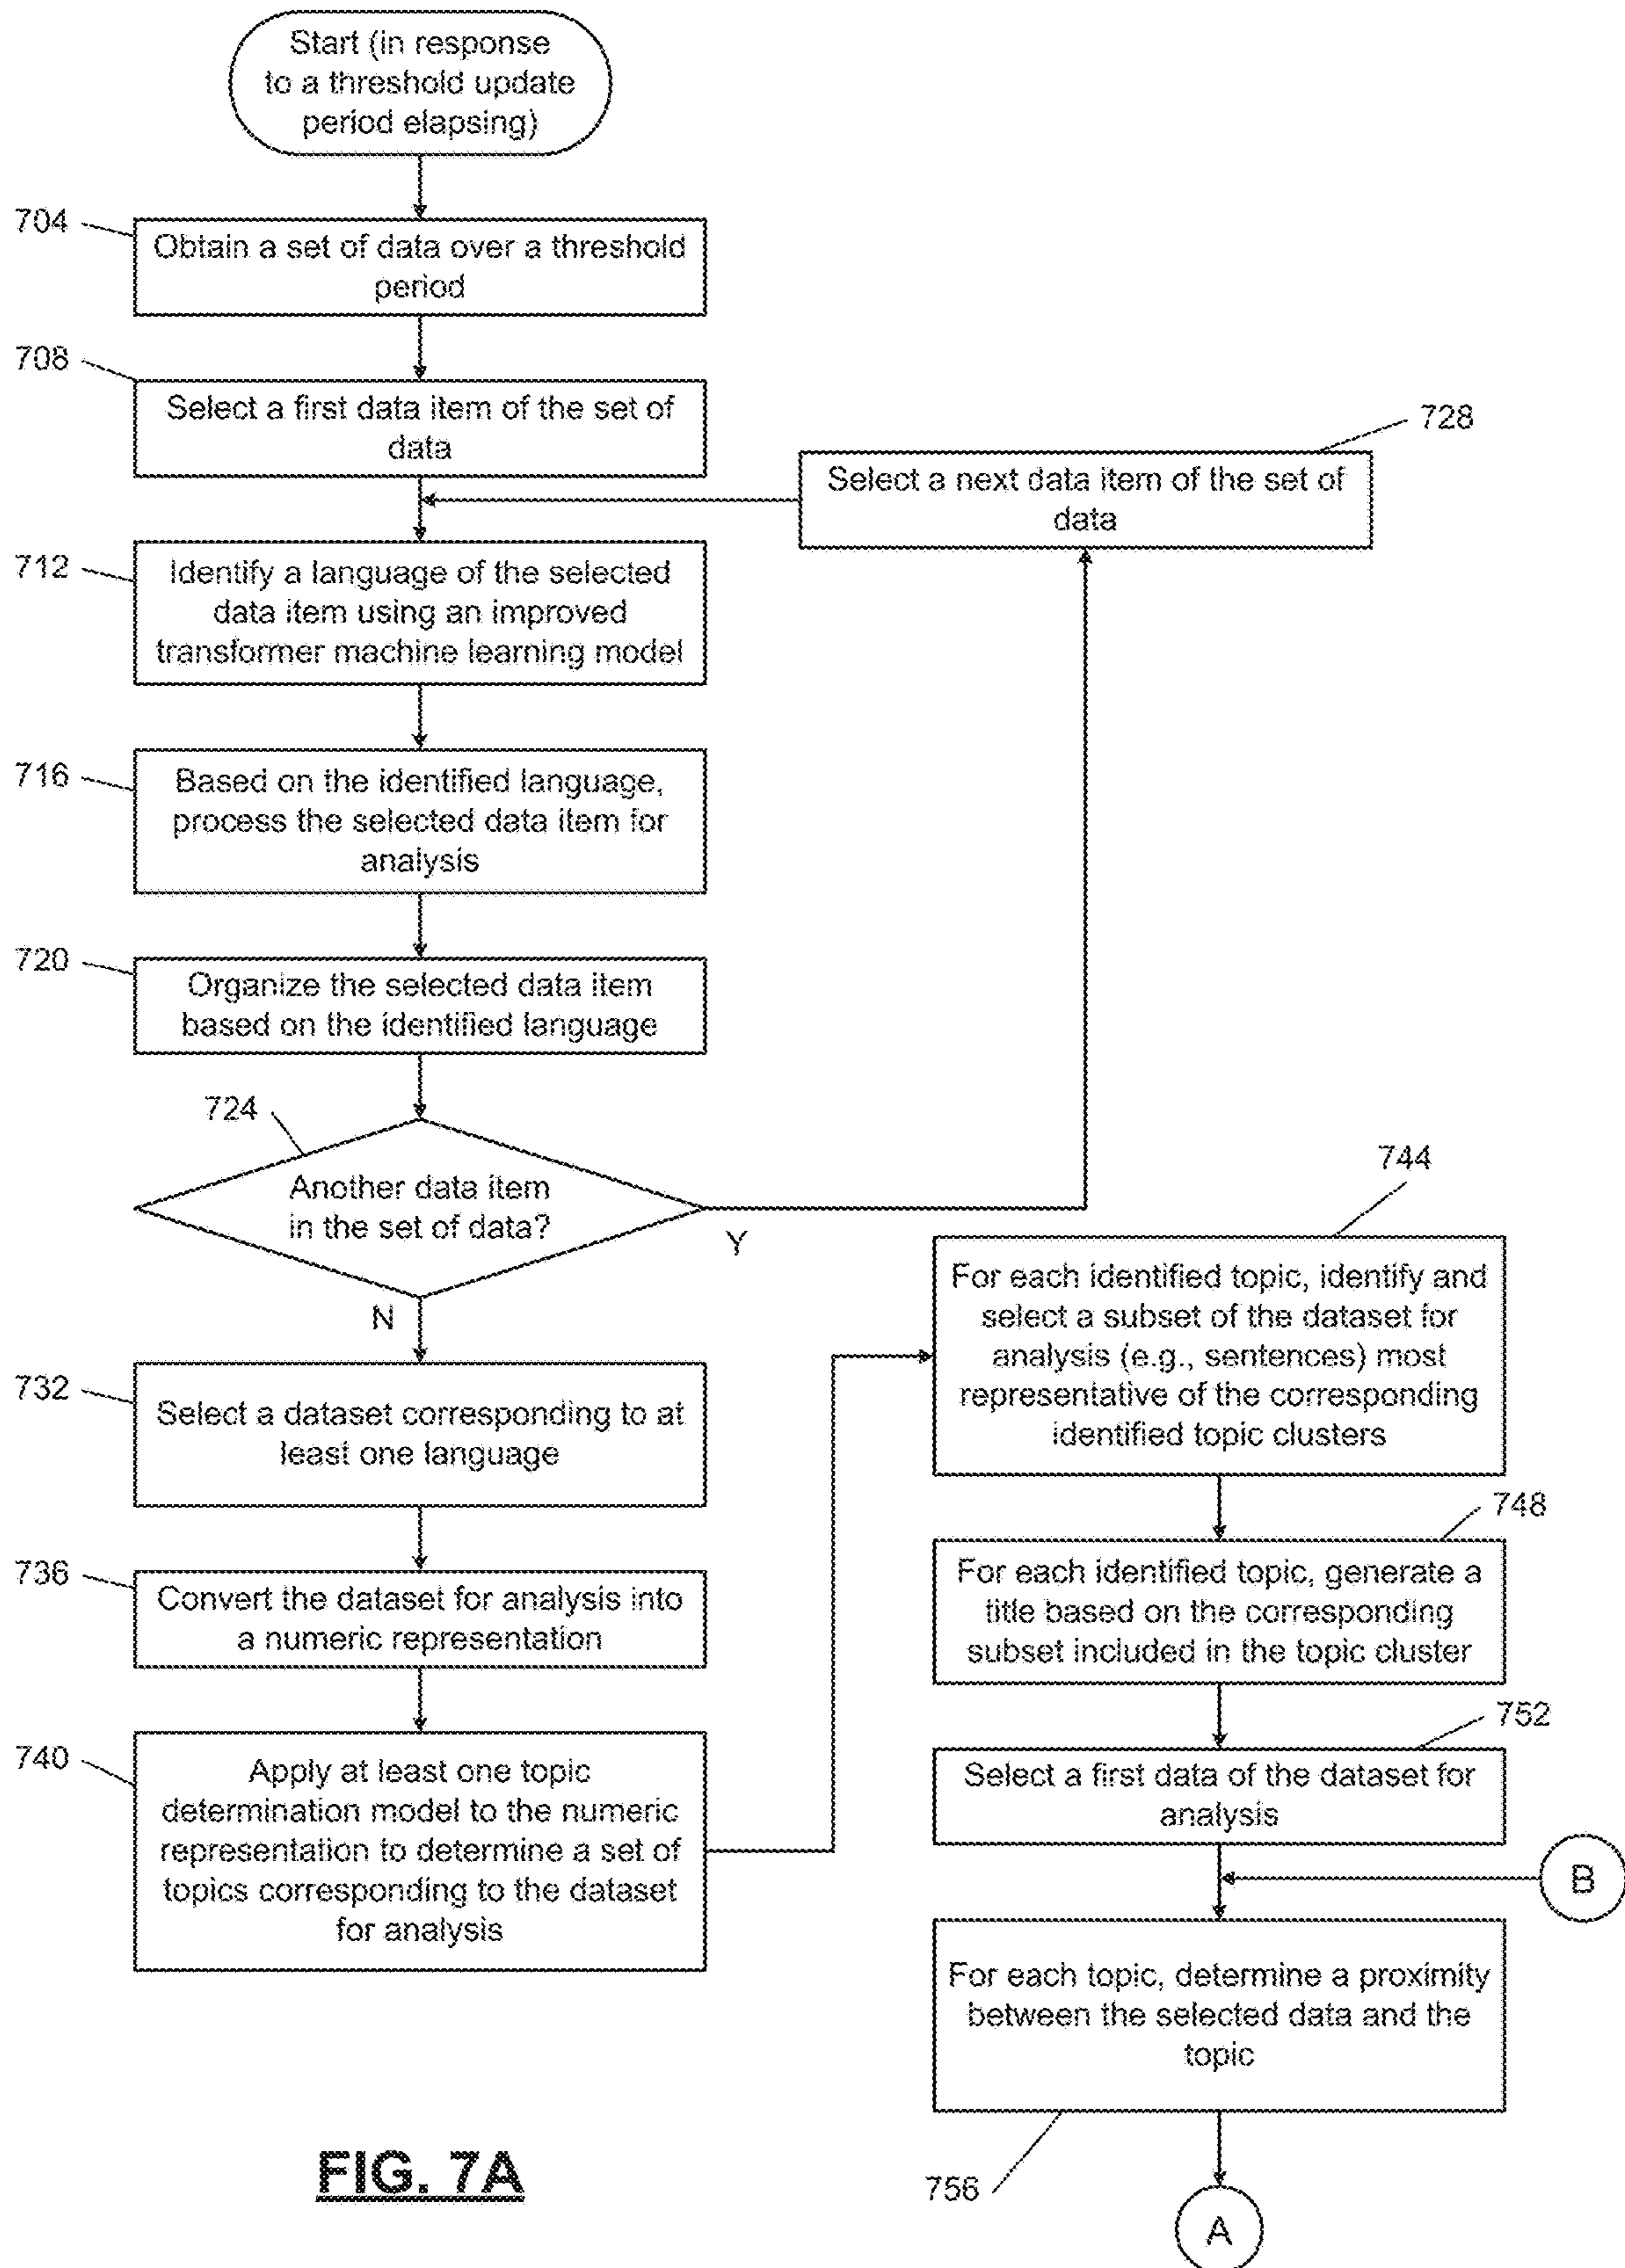 Start (in response
to a threshold update
period elapsing)
704
Obtain a set of data over a threshold
period
708
Select a first data item of the set of
data
728
Select a next data item of the set of
data
712
Identify a language of the selected
data item using an improved
transformer machine learning model
716
Based on the identified language,
process the selected data item for
analysis
720
Organize the selected data item
based on the identified language
724
Another data item
in the set of data?
Y
N
732
Select a dataset corresponding to at
least one language
736
Convert the dataset for analysis into
a numeric representation
740
Apply at least one topic
determination model to the numeric
representation to determine a set of
topics corresponding to the dataset
for analysis
744
For each identified topic, identify and
select a subset of the dataset for
analysis (e.g., sentences) most
representative of the corresponding
identified topic clusters
748
For each identified topic, generate a
title based on the corresponding
subset included in the topic cluster
752
Select a first data of the dataset for
analysis
B
For each topic, determine a proximity
between the selected data and the
topic
756
A
FIG. 7A